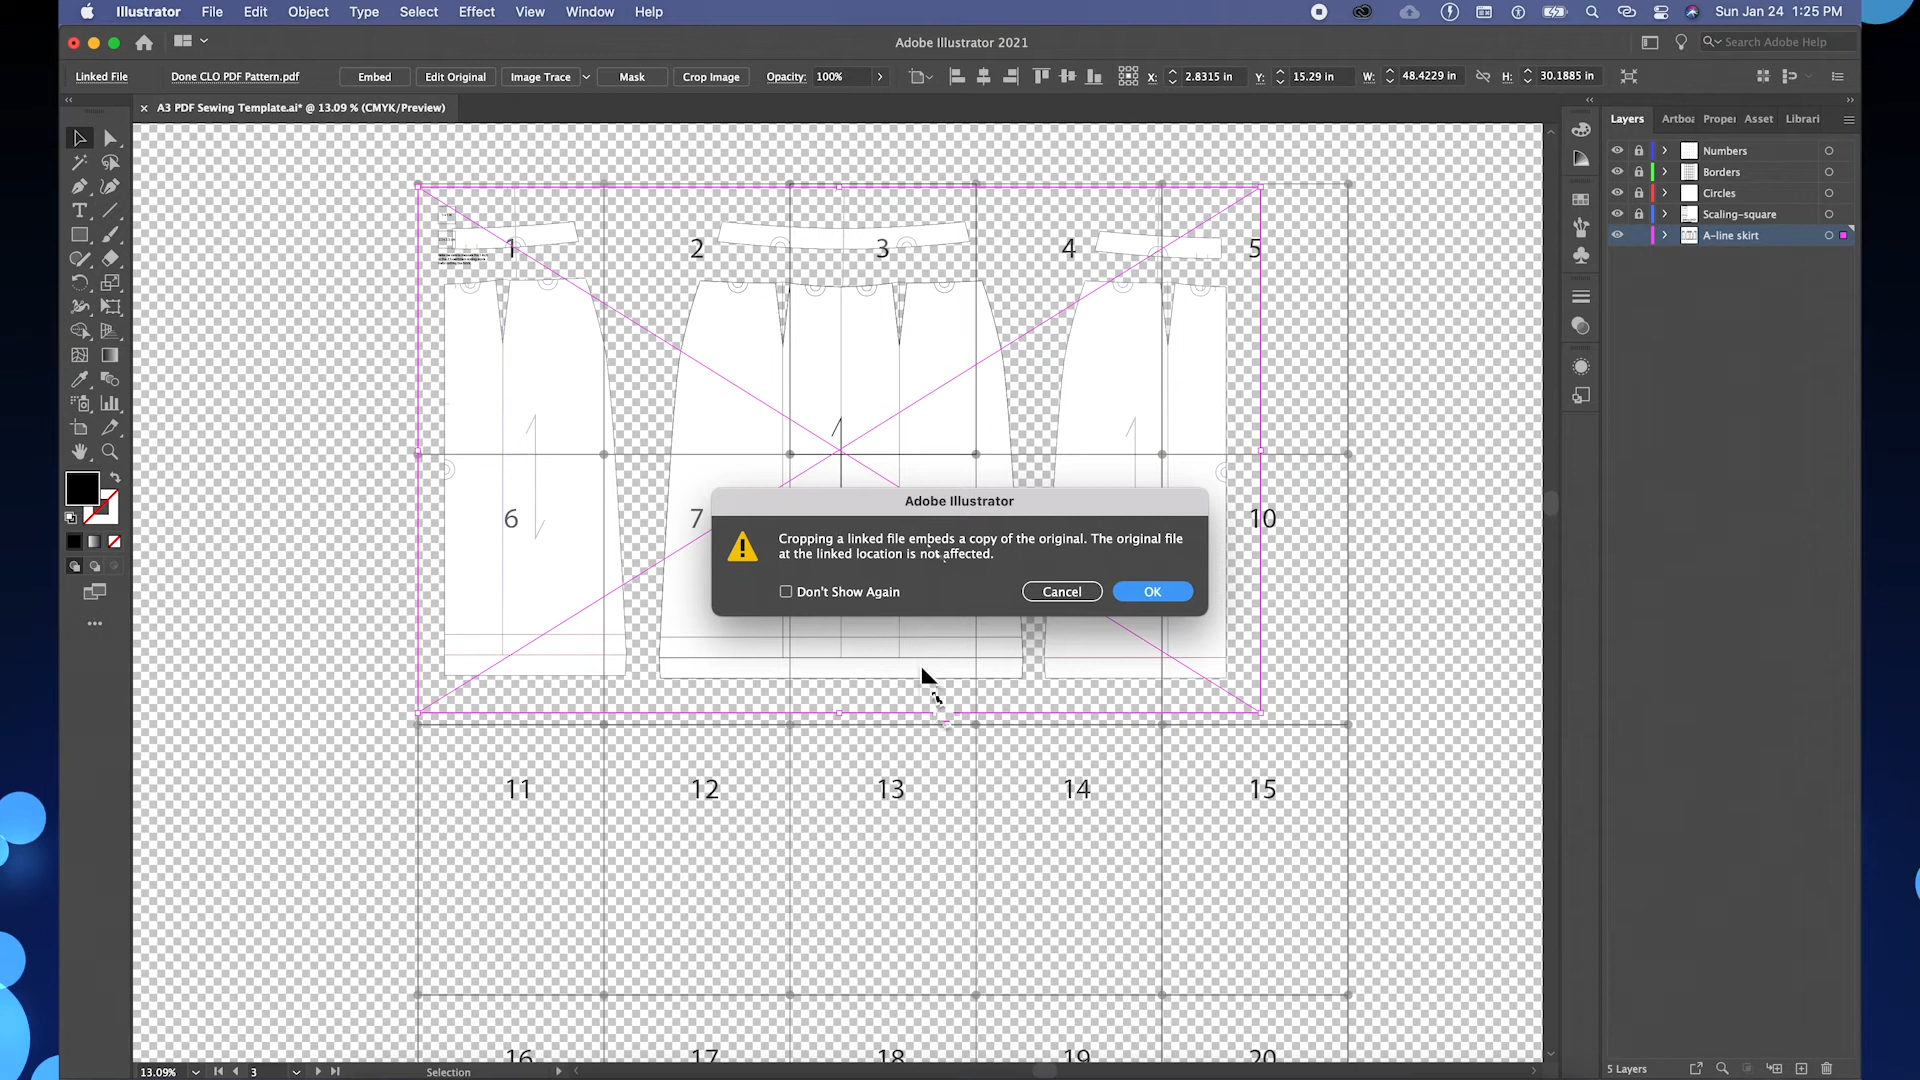 Illustrator File Edit Object Type Select Effect View Window Help
Sun Jan 24 1:25 PM
Adobe Illustrator 2021
Search Adobe Help
Linked File
Done CLO PDF Pattern.pdf
Embed
Edit Original
Image Trace
Mask
Crop Image
Opacity: 100%
X: 2.8315 in
Y: 15.29 in
W: 48.4229 in
H: 30.1885 in
A3 PDF Sewing Template.ai* @ 13.09 % (CMYK/Preview)
Layers Artboa Proper Asset Librari
Numbers
Borders
Circles
Scaling-square
A-line skirt
1 2 3 4 5
6 7 10
Adobe Illustrator
Cropping a linked file embeds a copy of the original. The original file
at the linked location is not affected.
Don't Show Again
Cancel
OK
11 12 13 14 15
16 17 18 19 20
13.09%
3
Selection
5 Layers